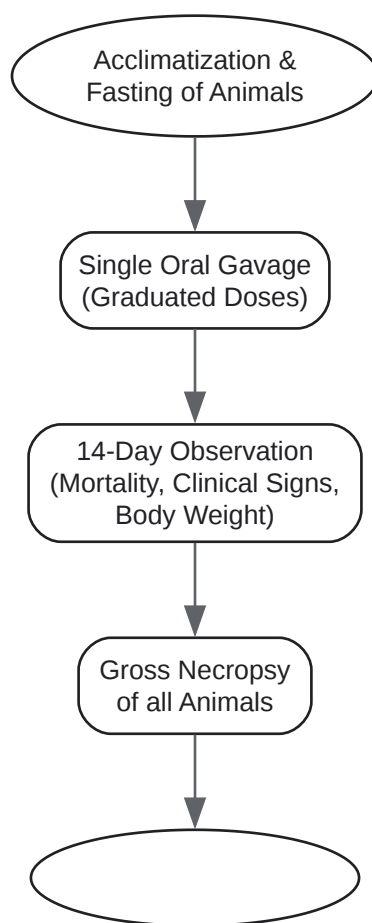 Acclimatization &
Fasting of Animals
Single Oral Gavage
(Graduated Doses)
14-Day Observation
(Mortality, Clinical Signs,
Body Weight)
Gross Necropsy
of all Animals